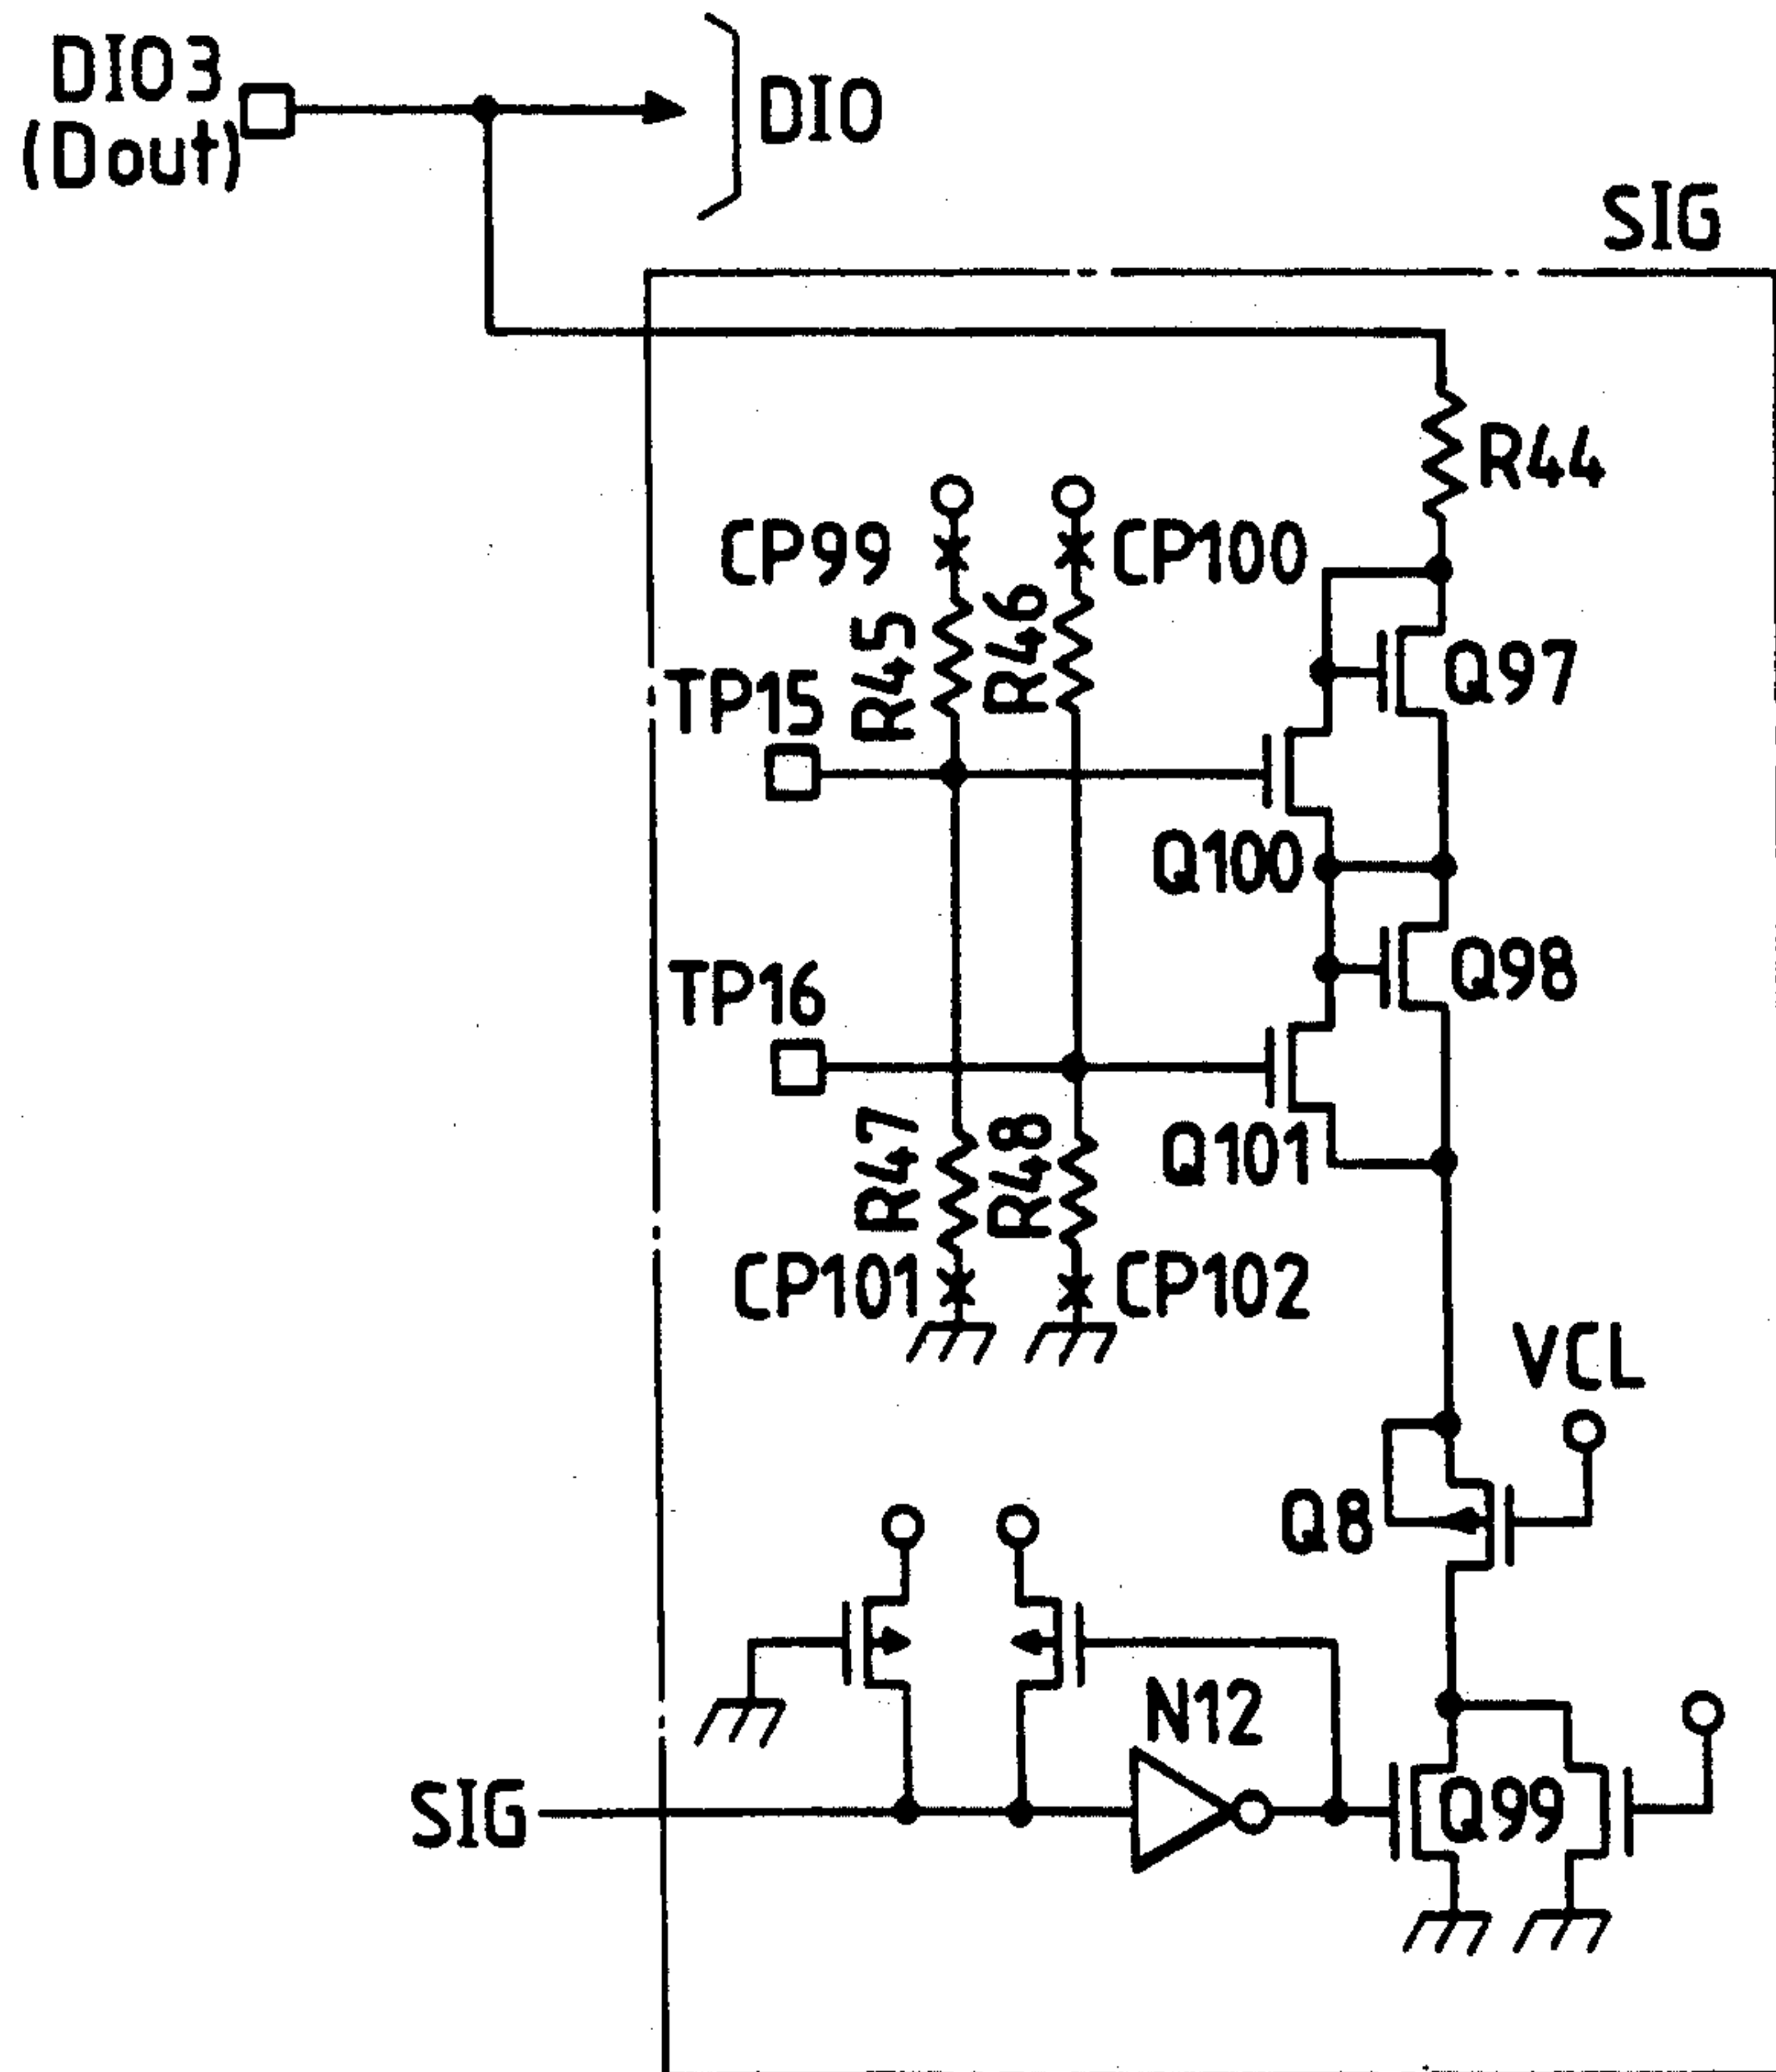 DIO3
(Dout)
DIO
SIG
R44
CP99
CP100
R45
R46
TP15
Q97
Q100
Q98
TP16
R47
R48
Q101
CP101
CP102
VCL
Q8
N12
SIG
Q99